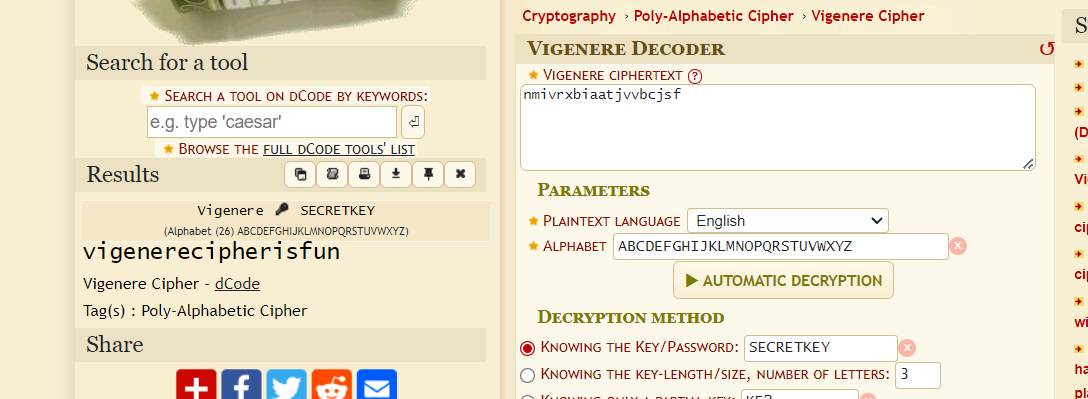 Cryptography › Poly-Alphabetic Cipher › Vigenere Cipher
Search for a tool
SEARCH A TOOL ON DCODE BY KEYWORDS:
e.g. type 'caesar'
BROWSE THE FULL DCODE TOOLS' LIST
Results
Vigenere SECRETKEY
(Alphabet (26) ABCDEFGHIJKLMNOPQRSTUVWXYZ)
vigenerecipherisfun
Vigenere Cipher - dCode
Tag(s) : Poly-Alphabetic Cipher
Share
VIGENERE DECODER
VIGENERE CIPHERTEXT ?
nmivrxbiaatjvvbcjsf
PARAMETERS
PLAINTEXT LANGUAGE English
ALPHABET ABCDEFGHIJKLMNOPQRSTUVWXYZ
▶ AUTOMATIC DECRYPTION
DECRYPTION METHOD
KNOWING THE KEY/PASSWORD: SECRETKEY
KNOWING THE KEY-LENGTH/SIZE, NUMBER OF LETTERS: 3
S
(D
Vi
ci
ci
wi
ha